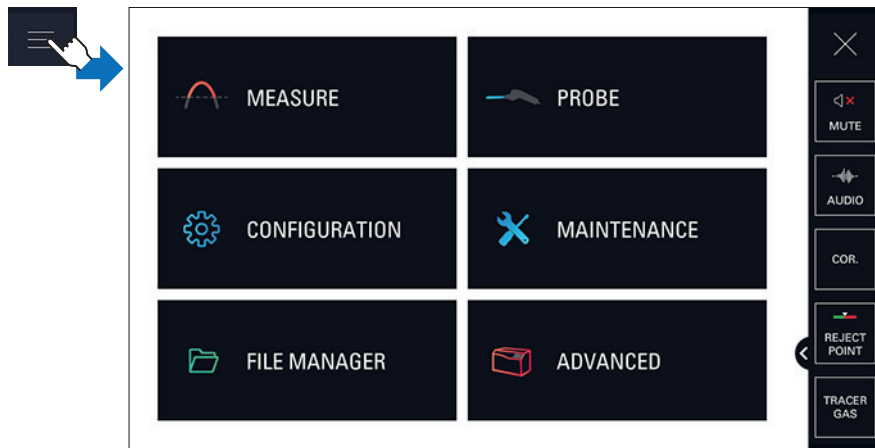 MEASURE
PROBE
CONFIGURATION
MAINTENANCE
FILE MANAGER
ADVANCED
MUTE
AUDIO
COR.
REJECT
POINT
TRACER
GAS